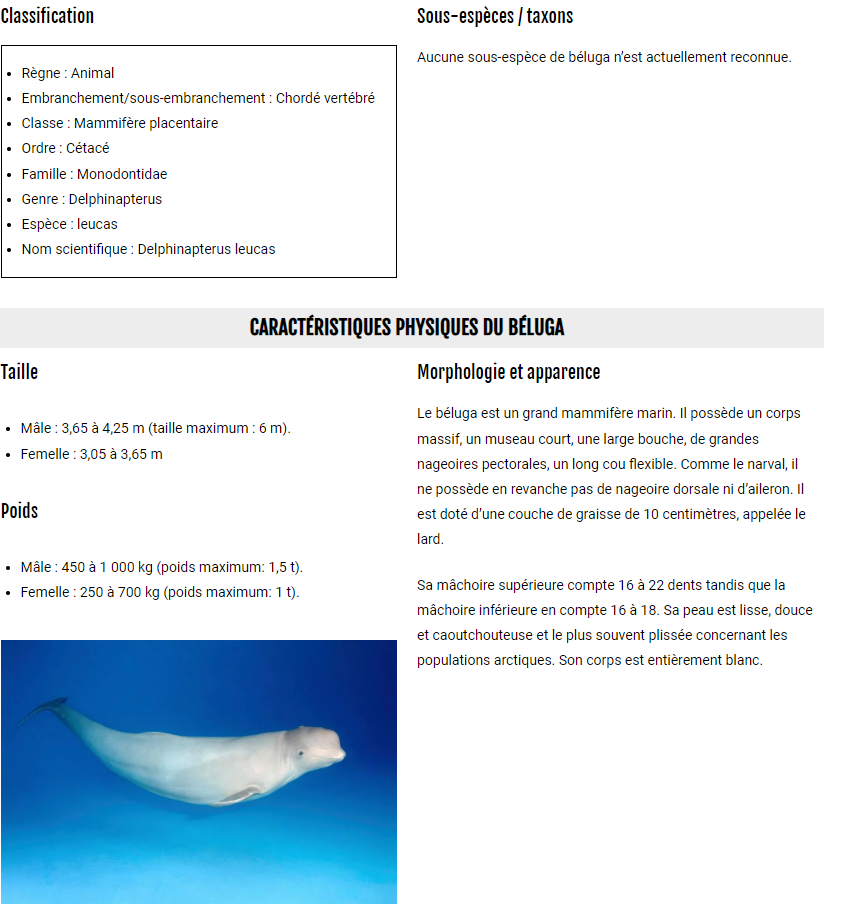 Classification
Règne : Animal
Embranchement/sous-embranchement : Chordé vertébré
Classe : Mammifère placentaire
Ordre : Cétacé
Famille : Monodontidae
Genre : Delphinapterus
Espèce : leucas
Nom scientifique : Delphinapterus leucas
Sous-espèces / taxons
Aucune sous-espèce de béluga n’est actuellement reconnue.
CARACTÉRISTIQUES PHYSIQUES DU BÉLUGA
Taille
Mâle : 3,65 à 4,25 m (taille maximum : 6 m).
Femelle : 3,05 à 3,65 m
Poids
Mâle : 450 à 1 000 kg (poids maximum: 1,5 t).
Femelle : 250 à 700 kg (poids maximum: 1 t).
Morphologie et apparence
Le béluga est un grand mammifère marin. Il possède un corps
massif, un museau court, une large bouche, de grandes
nageoires pectorales, un long cou flexible. Comme le narval, il
ne possède en revanche pas de nageoire dorsale ni d’aileron. Il
est doté d’une couche de graisse de 10 centimètres, appelée le
lard.
Sa mâchoire supérieure compte 16 à 22 dents tandis que la
mâchoire inférieure en compte 16 à 18. Sa peau est lisse, douce
et caoutchouteuse et le plus souvent plissée concernant les
populations arctiques. Son corps est entièrement blanc.